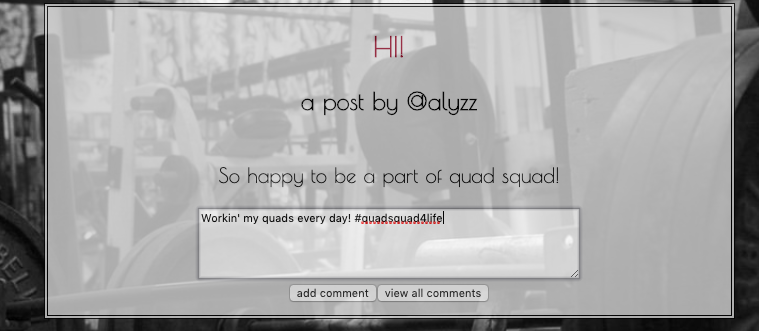 HI!
a post by @alyzz
So happy to be a part of quad squad!
Workin' my quads every day! #quadsquad4life
add comment view all comments